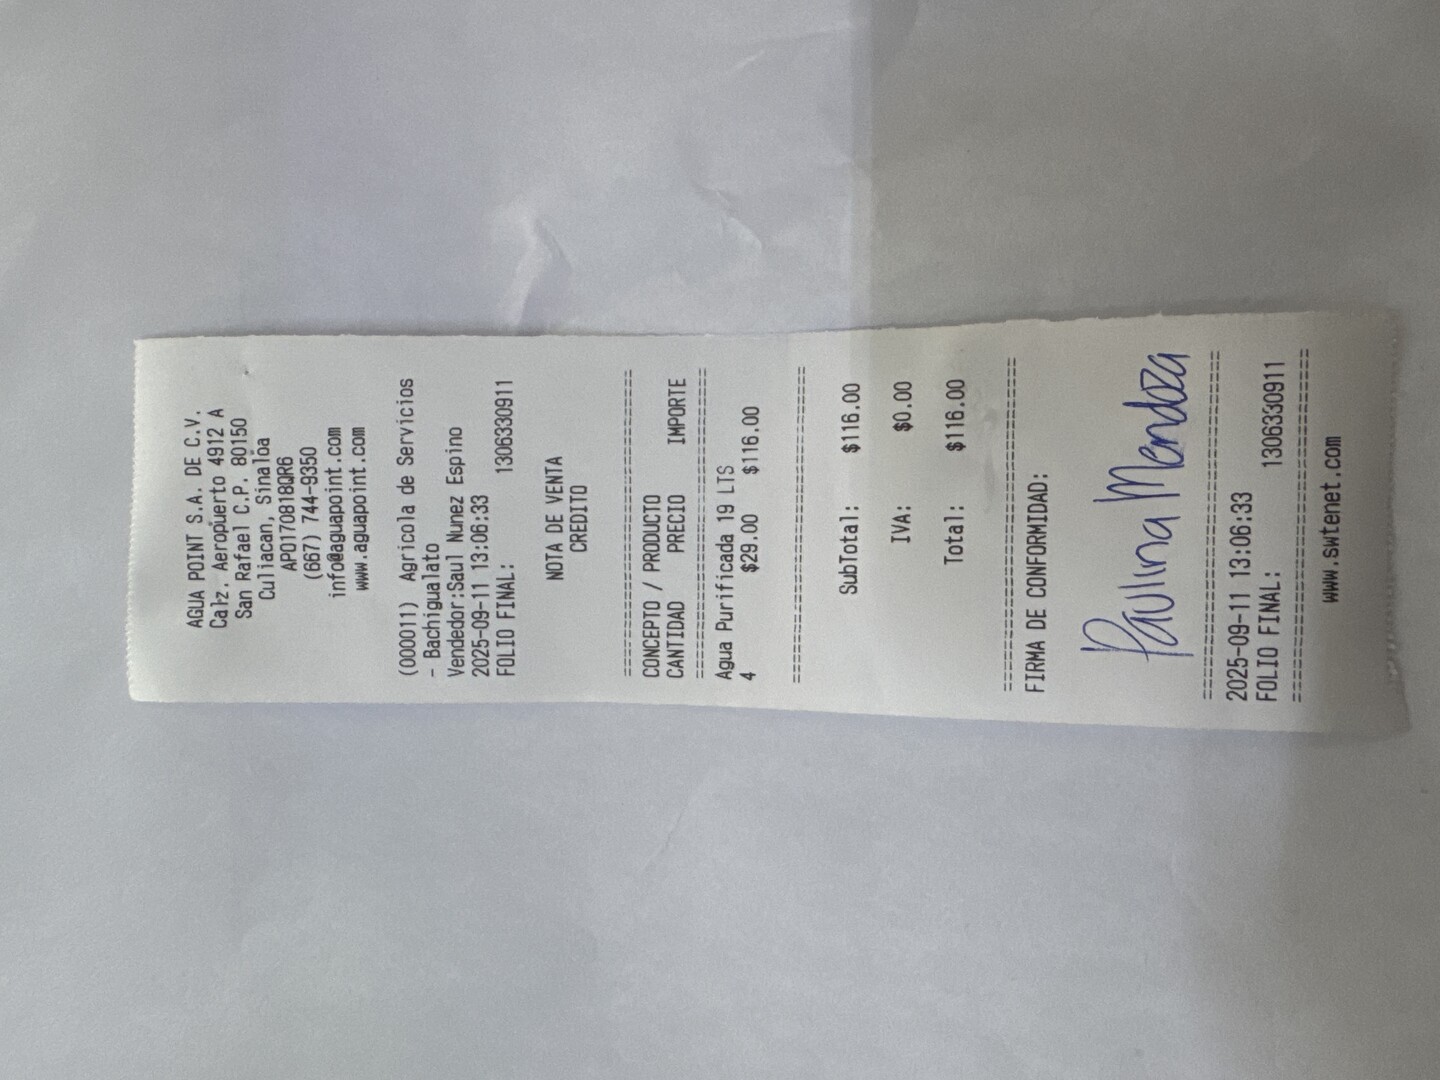 AGUA POINT S.A. DE C.V.
Calz. Aeropuerto 4912 A
San Rafael C.P. 80150
Culiacan, Sinaloa
APO170818QR6
(667) 744-9350
info@aguapoint.com
www.aguapoint.com
(000011) Agricola de Servicios
- Bachigualato
Vendedor:Saul Nunez Espino
2025-09-11 13:06:33
FOLIO FINAL: 1306330911
NOTA DE VENTA
CREDITO
================================
CONCEPTO / PRODUCTO
CANTIDAD PRECIO IMPORTE
================================
Agua Purificada 19 LTS
4 $29.00 $116.00
================================
SubTotal: $116.00
IVA: $0.00
Total: $116.00
================================
FIRMA DE CONFORMIDAD:
Paulina Mendoza
================================
2025-09-11 13:06:33
FOLIO FINAL: 1306330911
================================
www.swtenet.com